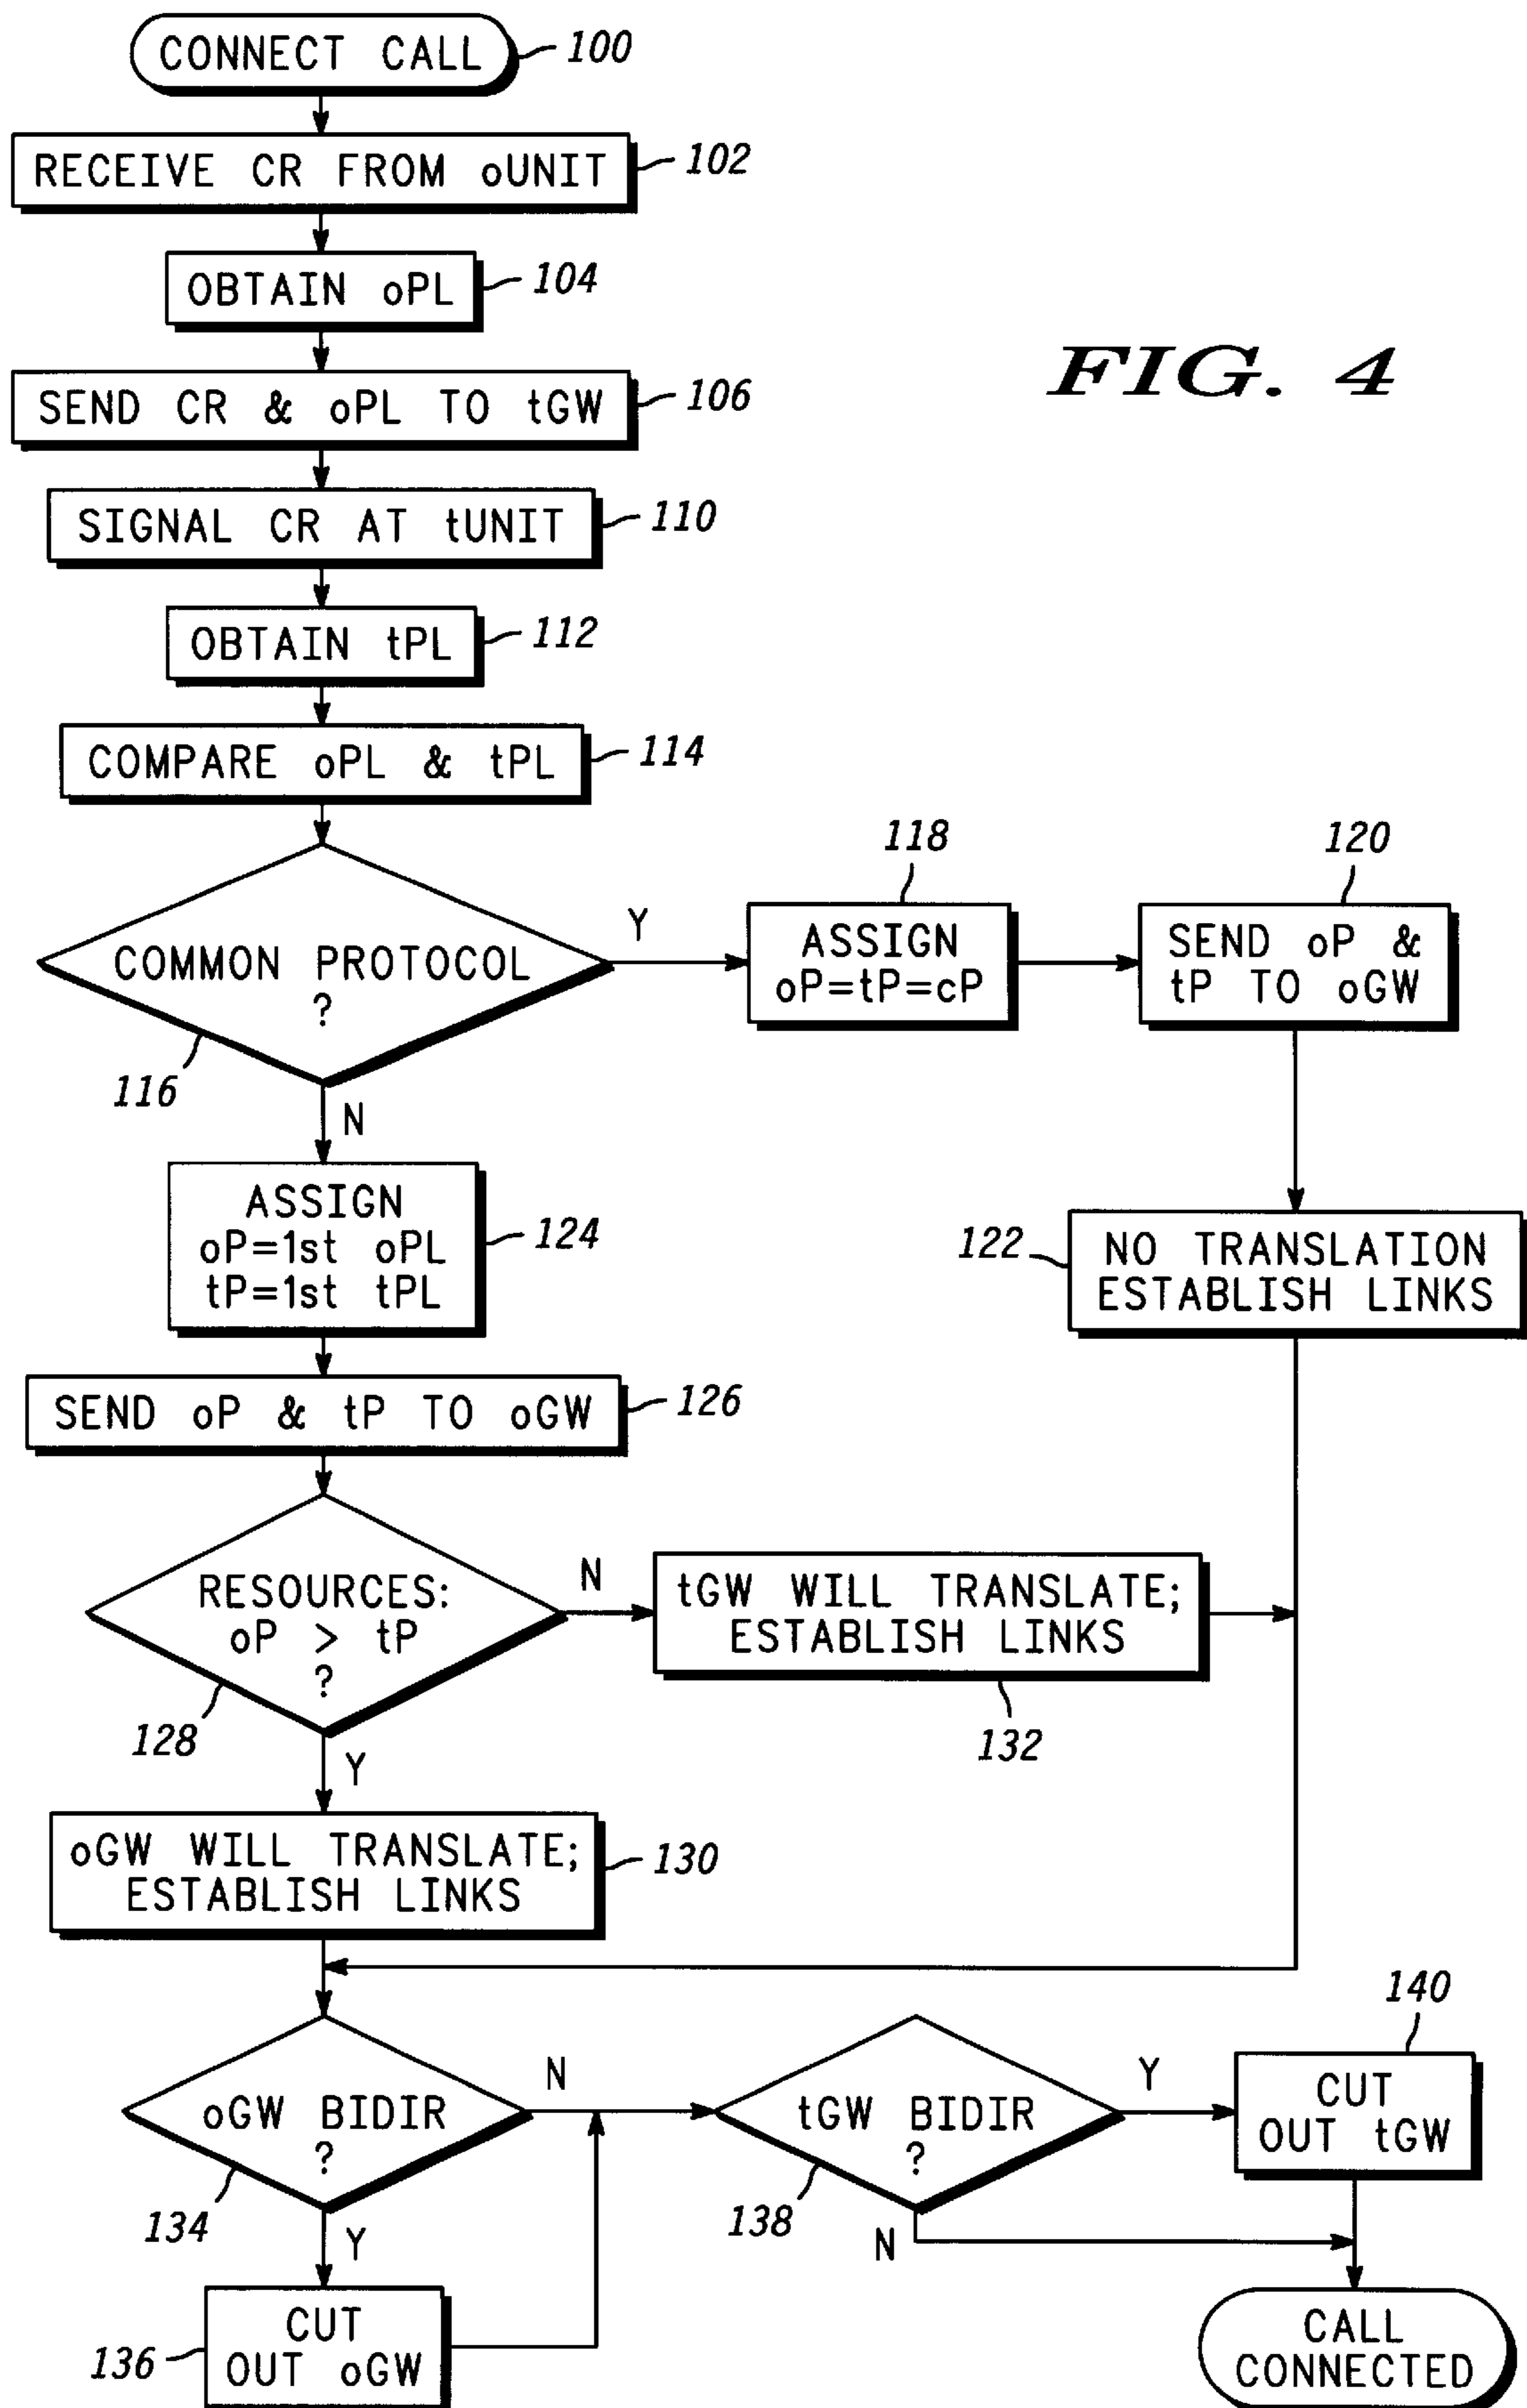 CONNECT CALL
100
RECEIVE CR FROM oUNIT
102
OBTAIN oPL
104
FIG. 4
SEND CR & oPL TO tGW
106
SIGNAL CR AT tUNIT
110
OBTAIN tPL
112
COMPARE oPL & tPL
114
COMMON PROTOCOL
?
116
Y
N
118
ASSIGN
oP=tP=cP
120
SEND oP &
tP TO oGW
122
NO TRANSLATION
ESTABLISH LINKS
ASSIGN
oP=1st oPL
tP=1st tPL
124
SEND oP & tP TO oGW
126
RESOURCES:
oP > tP
?
128
N
Y
tGW WILL TRANSLATE;
ESTABLISH LINKS
132
oGW WILL TRANSLATE;
ESTABLISH LINKS
130
oGW BIDIR
?
134
N
Y
CUT
OUT oGW
136
tGW BIDIR
?
138
Y
N
140
CUT
OUT tGW
CALL
CONNECTED